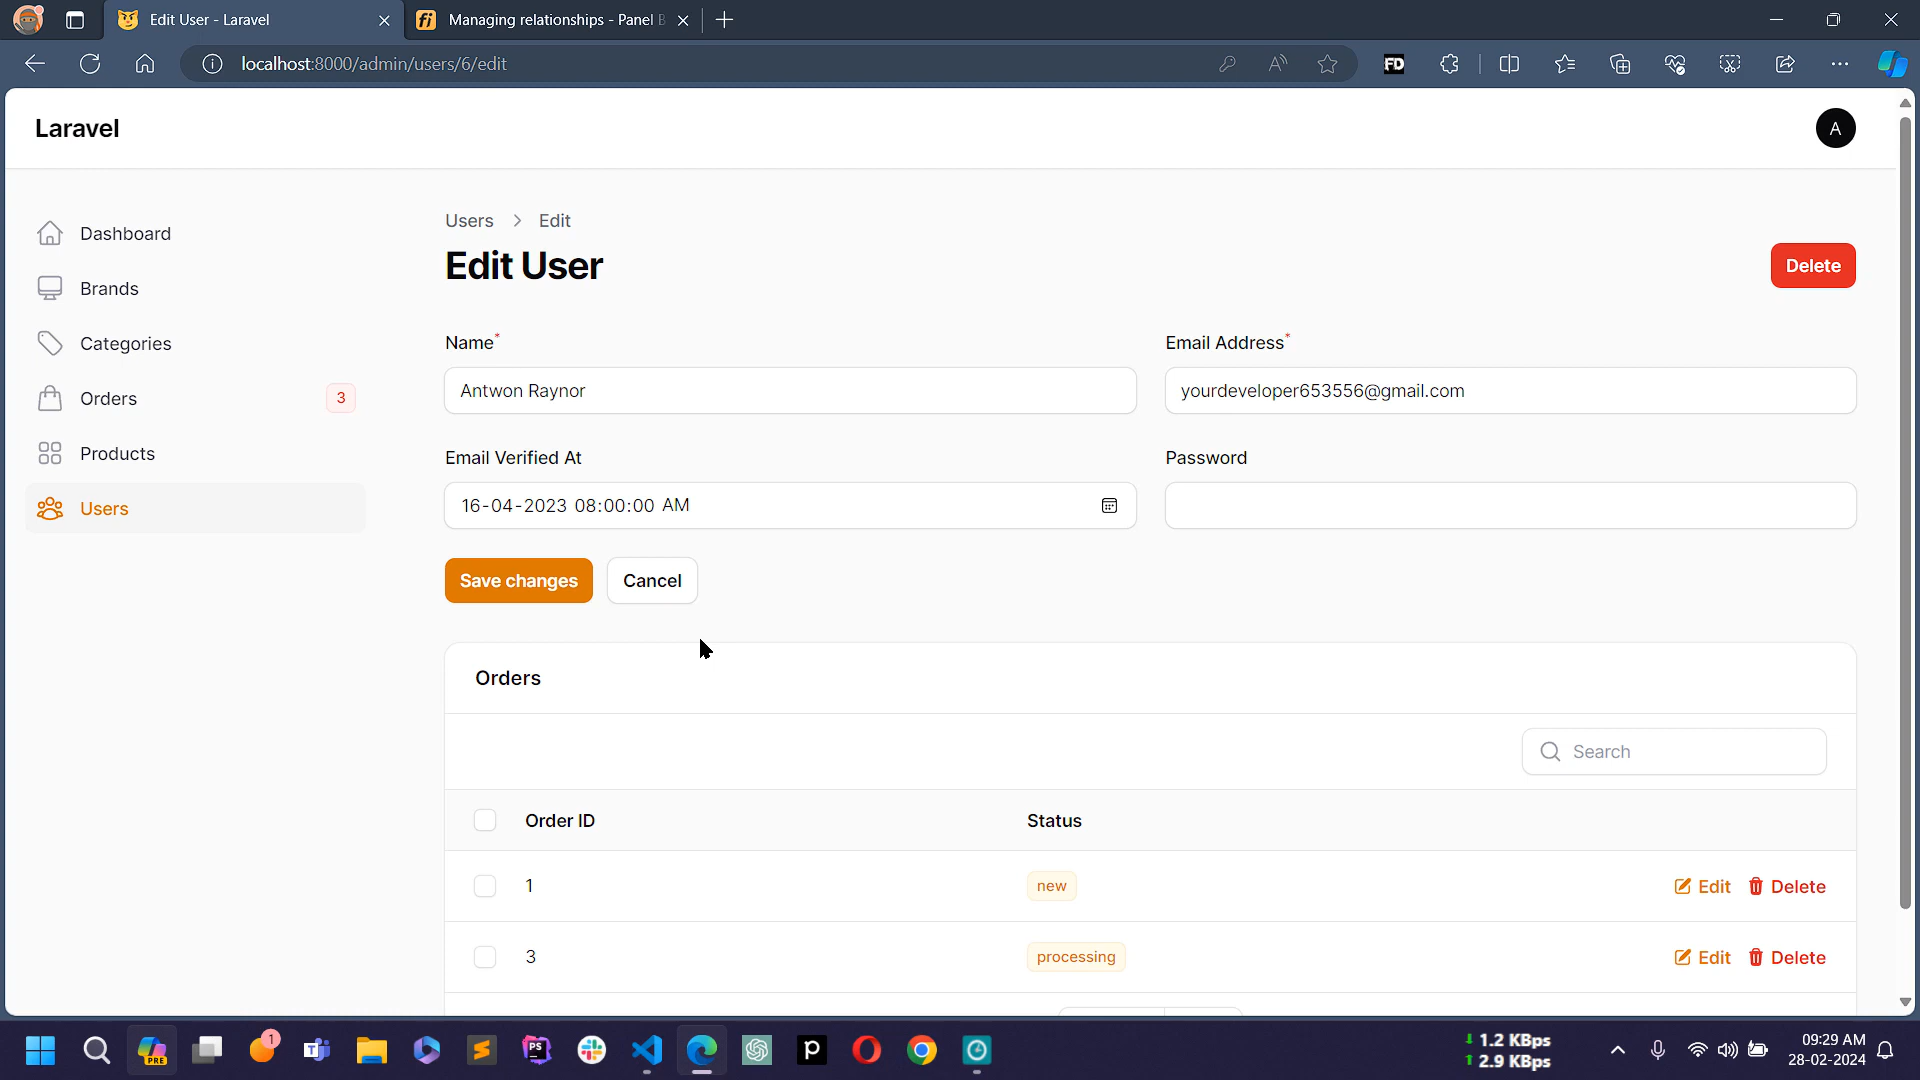 Edit User - Laravel
Managing relationships - Panel B
localhost:8000/admin/users/6/edit
FD
Laravel
A
Dashboard
Brands
Categories
Orders 3
Products
Users
Users > Edit
Edit User
Delete
Name*
Email Address*
Antwon Raynor
yourdeveloper653556@gmail.com
Email Verified At
Password
16-04-2023 08:00:00 AM
Save changes
Cancel
Orders
Search
Order ID
Status
1
new
Edit
Delete
3
processing
Edit
Delete
PRE
1
PS
p
1.2 KBps
2.9 KBps
09:29 AM
28-02-2024